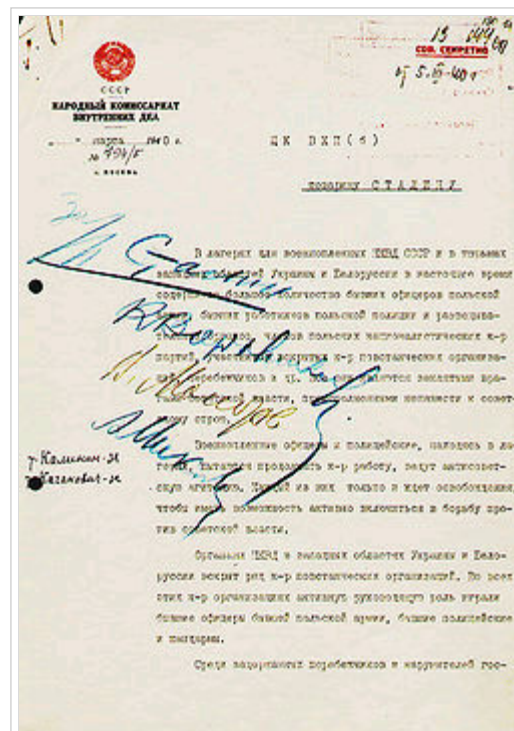 13
СОВ. СЕКРЕТНО
от 5.III-40 г
СССР
НАРОДНЫЙ КОМИССАРИАТ
ВНУТРЕННИХ ДЕЛ
марта 1940 г.
№ 794/Б
г. МОСКВА
ЦК ВКП(б)
товарищу СТАЛИНУ
За
И Сталин
К Ворошилов
В. Молотов
А Микоян
т. Калинин - за
т. Каганович - за
В лагерях для военнопленных НКВД СССР и в тюрьмах
западных областей Украины и Белоруссии в настоящее время
содержится большое количество бывших офицеров польской
бывших работников польской полиции и разведыва-
членов польских националистических к-р
партий, участников вскрытых к-р повстанческих организа-
перебежчиков и др. Все они являются заклятыми вра-
советской власти, преисполненными ненависти к совет-
скому строю.
Военнопленные офицеры и полицейские, находясь в ла-
герях, пытаются продолжать к-р работу, ведут антисовет-
скую агитацию. Каждый из них только и ждет освобождения,
чтобы иметь возможность активно включиться в борьбу про-
тив советской власти.
Органами НКВД в западных областях Украины и Бело-
руссии вскрыт ряд к-р повстанческих организаций. Во всех
этих к-р организациях активную руководящую роль играли
бывшие офицеры бывшей польской армии, бывшие полицейские
и жандармы.
Среди задержанных перебежчиков и нарушителей гос-